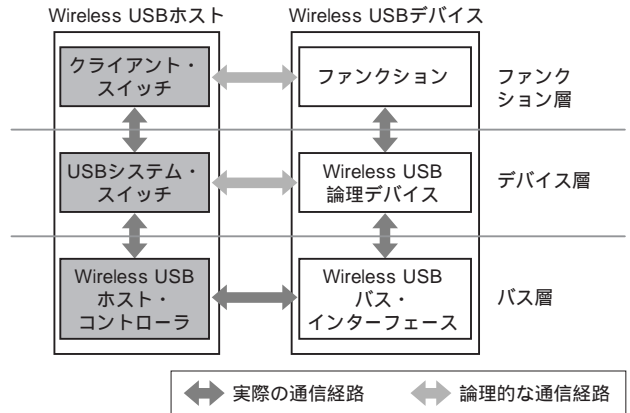 Wireless USBホスト
Wireless USBデバイス
クライアント・
スイッチ
ファンクション
ファンク
ション層
USBシステム・
スイッチ
Wireless USB
論理デバイス
デバイス層
Wireless USB
ホスト・
コントローラ
Wireless USB
バス・
インターフェース
バス層
実際の通信経路
論理的な通信経路